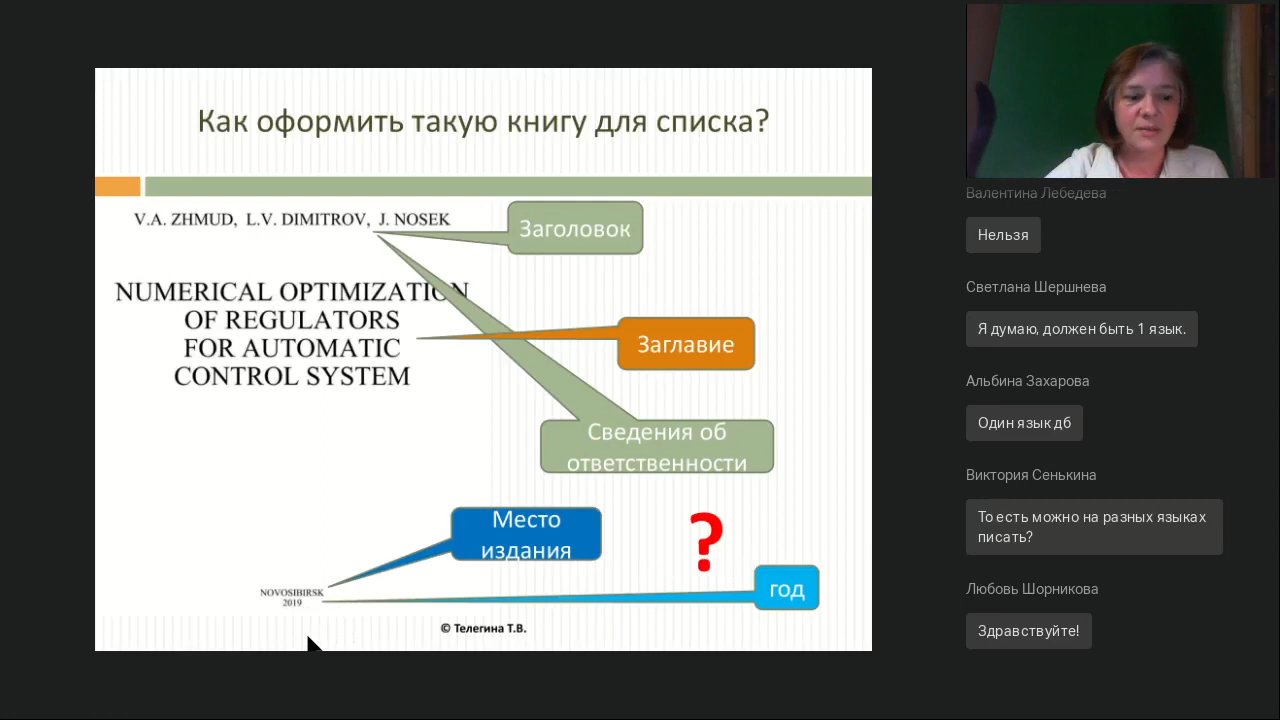 Как оформить такую книгу для списка?
V.A. ZHMUD, L.V. DIMITROV, J. NOSEK
Заголовок
NUMERICAL OPTIMIZATION
OF REGULATORS
FOR AUTOMATIC
CONTROL SYSTEM
Заглавие
Сведения об
ответственности
Место
издания
?
год
NOVOSIBIRSK
2019
© Телегина Т.В.
Валентина Лебедева
Нельзя
Светлана Шершнева
Я думаю, должен быть 1 язык.
Альбина Захарова
Один язык дб
Виктория Сенькина
То есть можно на разных языках
писать?
Любовь Шорникова
Здравствуйте!